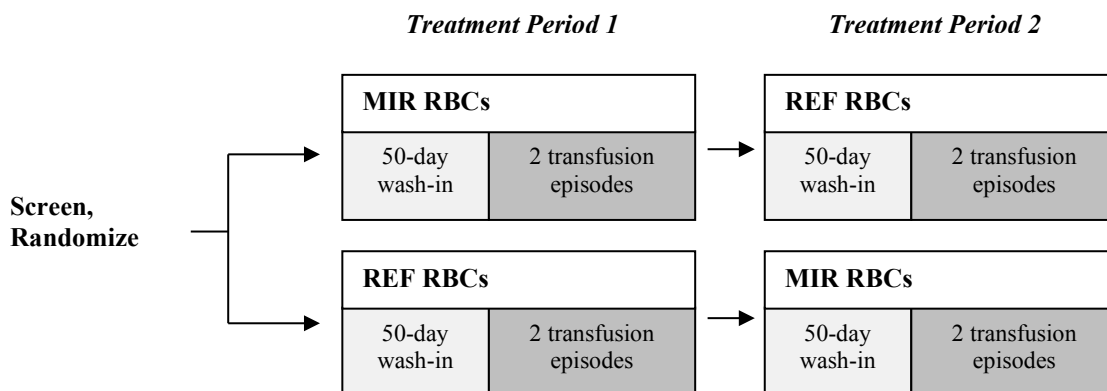 Treatment Period 1
Treatment Period 2
MIR RBCs
50-day
wash-in
2 transfusion
episodes
REF RBCs
50-day
wash-in
2 transfusion
episodes
Screen,
Randomize
REF RBCs
50-day
wash-in
2 transfusion
episodes
MIR RBCs
50-day
wash-in
2 transfusion
episodes